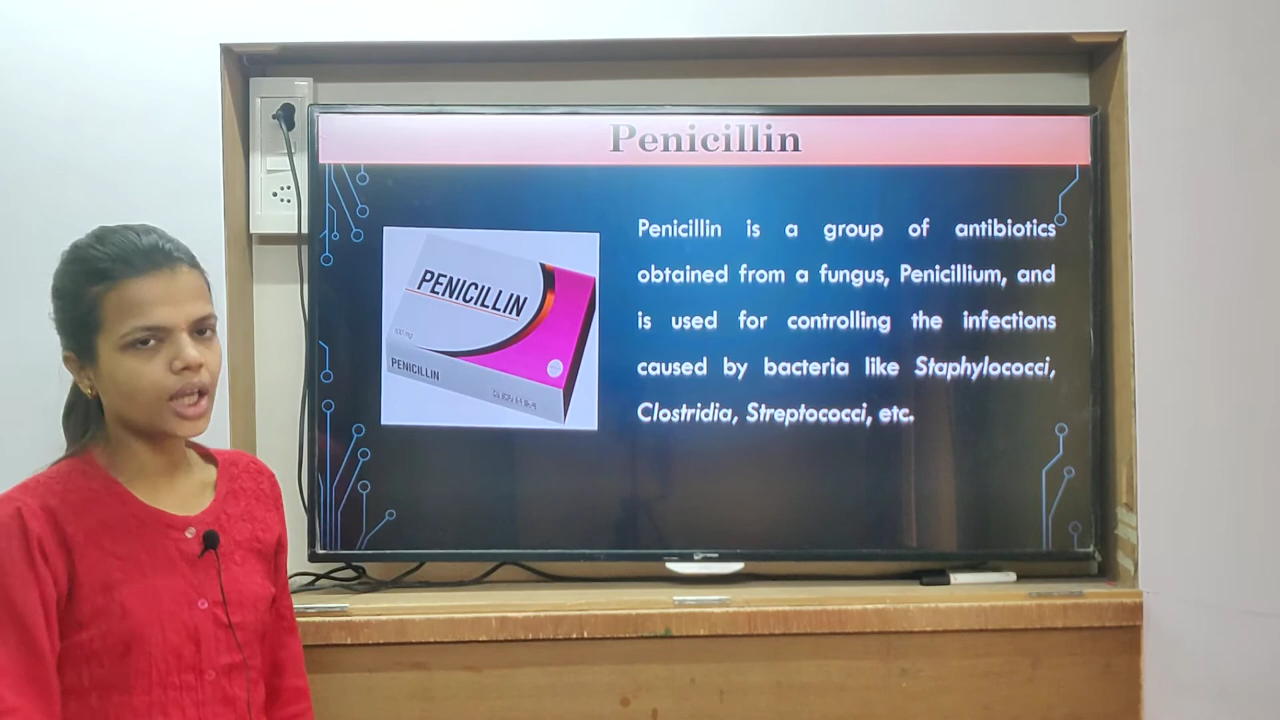 Penicillin
Penicillin is a group of antibiotics
obtained from a fungus, Penicillium, and
is used for controlling the infections
caused by bacteria like Staphylococci,
Clostridia, Streptococci, etc.
PENICILLIN
PENICILLIN